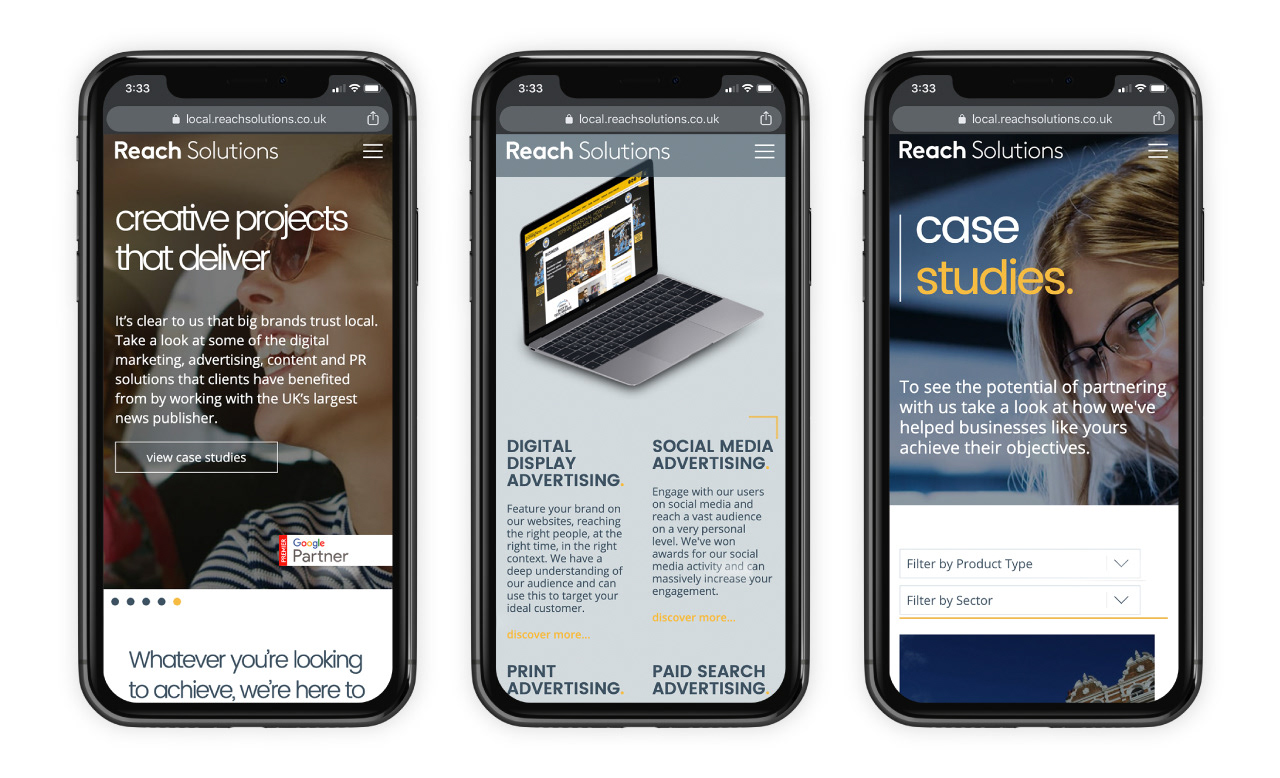 3:33
local.reachsolutions.co.uk
Reach Solutions
creative projects
that deliver
It's clear to us that big brands trust local.
Take a look at some of the digital
marketing, advertising, content and PR
solutions that clients have benefited
from by working with the UK's largest
news publisher.
view case studies
PREMIER
Google
Partner
Whatever you're looking
to achieve, we're here to
3:33
local.reachsolutions.co.uk
Reach Solutions
DIGITAL
DISPLAY
ADVERTISING.
Feature your brand on
our websites, reaching
the right people, at the
right time, in the right
context. We have a
deep understanding of
our audience and can
use this to target your
ideal customer.
discover more...
SOCIAL MEDIA
ADVERTISING.
Engage with our users
on social media and
reach a vast audience
on a very personal
level. We've won
awards for our social
media activity and can
massively increase your
engagement.
discover more...
PRINT
ADVERTISING.
PAID SEARCH
ADVERTISING.
3:33
local.reachsolutions.co.uk
Reach Solutions
case
studies.
To see the potential of partnering
with us take a look at how we've
helped businesses like yours
achieve their objectives.
Filter by Product Type
Filter by Sector